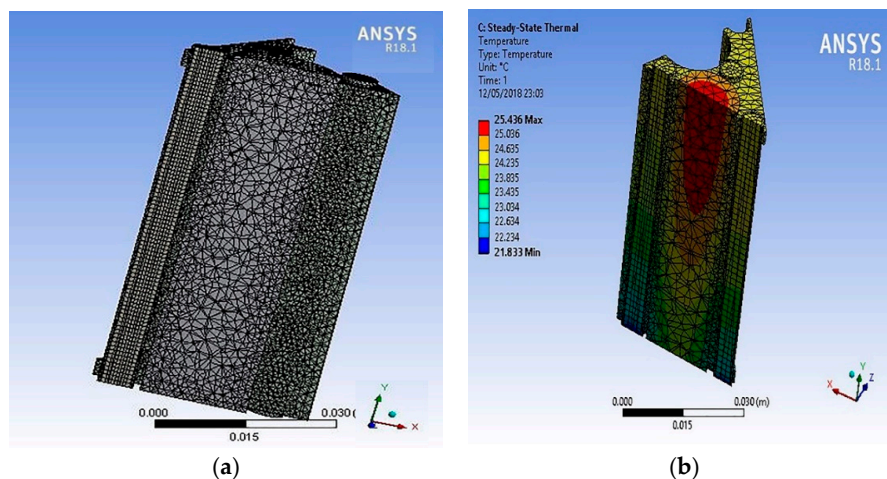 ANSYS
R18.1
0.000
0.030(
0.015
Y
X
(a)
C: Steady-State Thermal
Temperature
Type: Temperature
Unit: °C
Time: 1
12/05/2018 23:03
25.436 Max
25.036
24.635
24.235
23.835
23.435
23.034
22.634
22.234
21.833 Min
ANSYS
R18.1
0.000
0.030 (m)
0.015
Y
Z
X
(b)